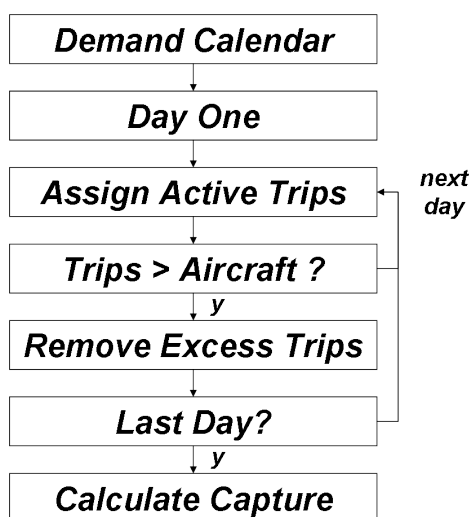 Demand Calendar
Day One
Assign Active Trips
next
day
Trips > Aircraft ?
y
Remove Excess Trips
Last Day?
y
Calculate Capture